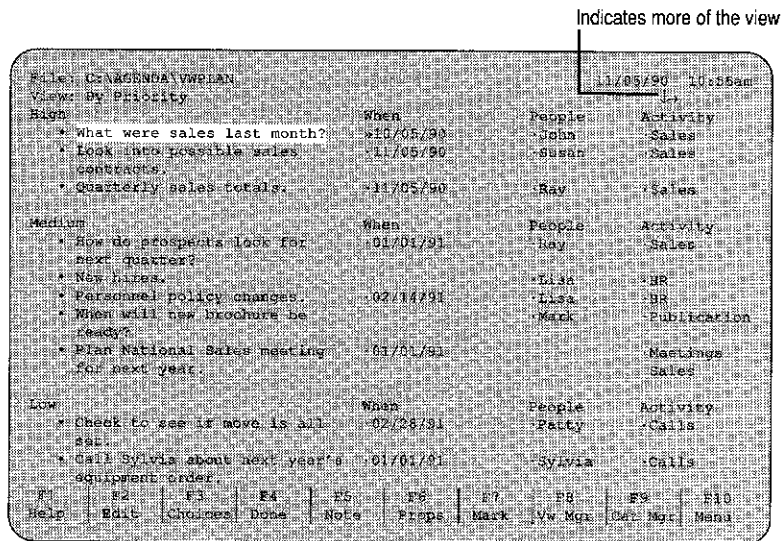 Indicates more of the view
File: C:\AGENDA\VWPLAN 11/05/90 10:56am
View: By Priority
High When People Activity
• What were sales last month? »10/05/90 ·John ·Sales
• Look into possible sales ·11/05/90 ·Susan ·Sales
contracts.
• Quarterly sales totals. ·11/05/90 ·Ray ·Sales
Medium When People Activity
• How do prospects look for ·01/01/91 ·Ray ·Sales
next quarter?
• New hires. ·Lisa ·HR
• Personnel policy changes. ·02/14/91 ·Lisa ·HR
• When will new brochure be ·Mark ·Publication
ready?
• Plan National Sales meeting ·01/01/91 ·Meetings
for next year. Sales
Low When People Activity
• Check to see if move is all ·02/28/91 ·Patty ·Calls
set.
• Call Sylvia about next year's ·01/01/91 ·Sylvia ·Calls
equipment order.
F1 F2 F3 F4 F5 F6 F7 F8 F9 F10
Help Edit Choices Done Note Props Mark Vw Mgr Cat Mgr Menu